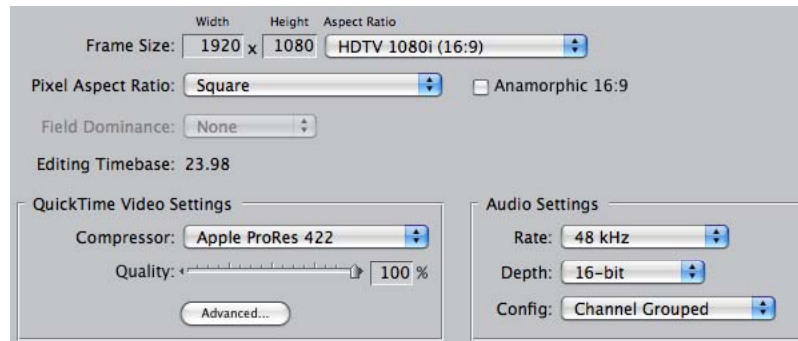 Width Height Aspect Ratio
Frame Size: 1920 x 1080 HDTV 1080i (16:9)
Pixel Aspect Ratio: Square Anamorphic 16:9
Field Dominance: None
Editing Timebase: 23.98
QuickTime Video Settings Audio Settings
Compressor: Apple ProRes 422 Rate: 48 kHz
Quality: 100 % Depth: 16-bit
Advanced... Config: Channel Grouped